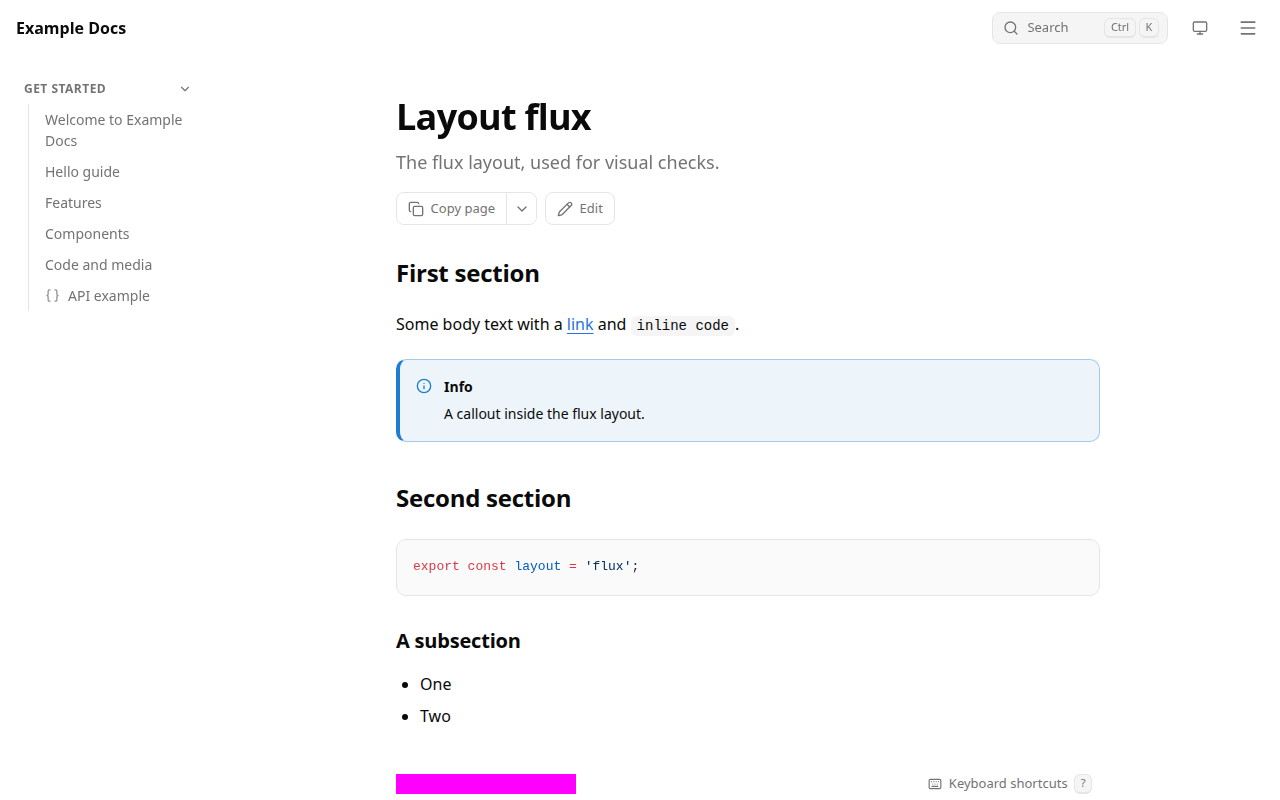 Example Docs
Search Ctrl K
GET STARTED
Welcome to Example
Docs
Hello guide
Features
Components
Code and media
{} API example
Layout flux
The flux layout, used for visual checks.
Copy page
Edit
First section
Some body text with a link and inline code.
Info
A callout inside the flux layout.
Second section
export const layout = 'flux';
A subsection
One
Two
Keyboard shortcuts ?